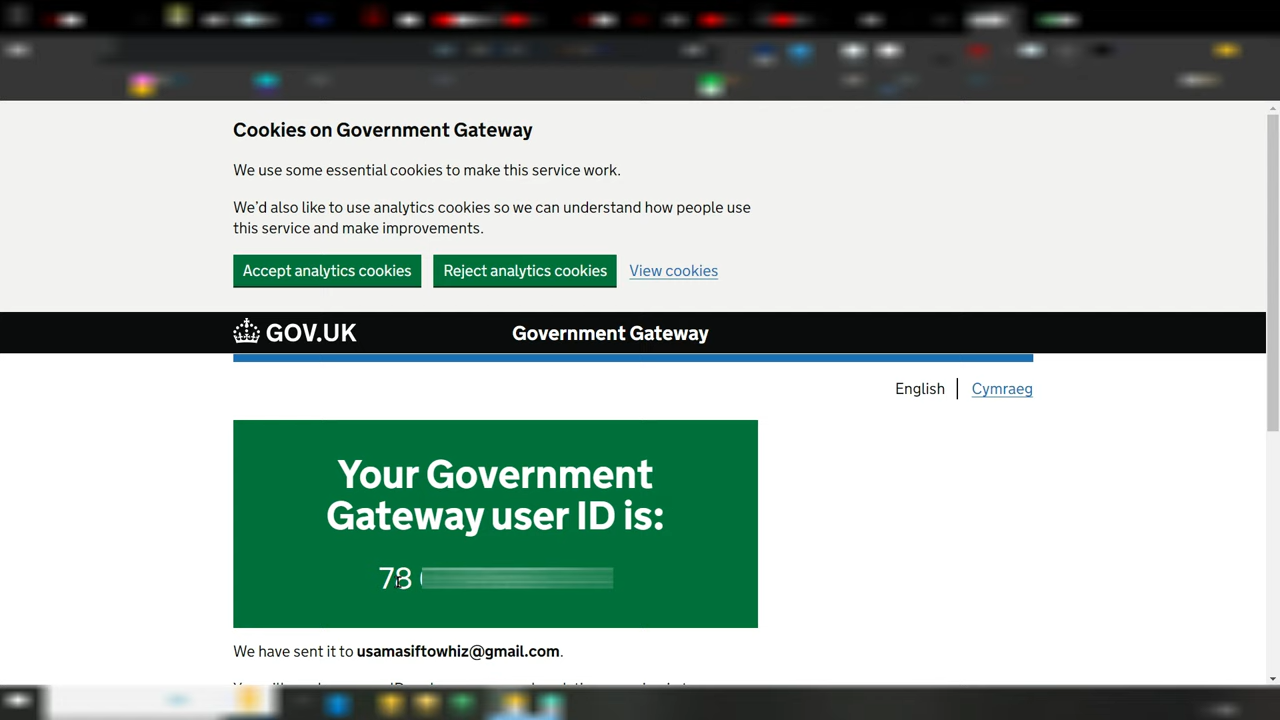 Cookies on Government Gateway
We use some essential cookies to make this service work.
We'd also like to use analytics cookies so we can understand how people use
this service and make improvements.
Accept analytics cookies
Reject analytics cookies
View cookies
GOV.UK
Government Gateway
English
Cymraeg
Your Government
Gateway user ID is:
78
We have sent it to usamasiftowhiz@gmail.com.